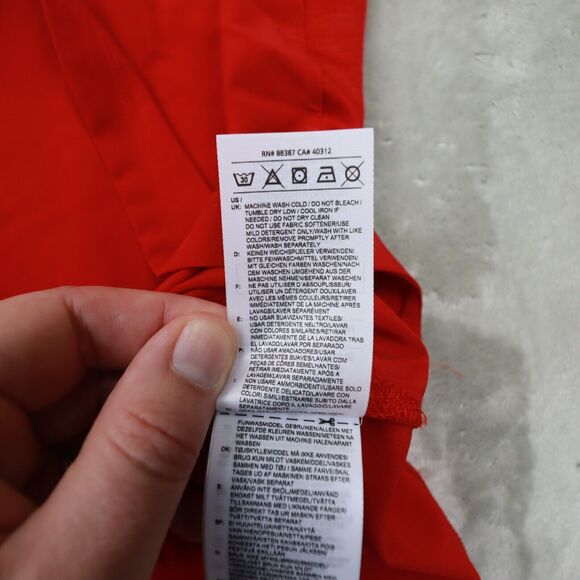 RN# 88387 CA# 40312
30
US /
UK: MACHINE WASH COLD / DO NOT BLEACH /
TUMBLE DRY LOW / COOL IRON IF
NEEDED / DO NOT DRY CLEAN
DO NOT USE FABRIC SOFTENER/USE
MILD DETERGENT ONLY/WASH WITH LIKE
COLORS/REMOVE PROMPTLY AFTER
WASH/WASH SEPARATELY
D: KEINEN WEICHSPUELER VERWENDEN/
BITTE FEINWASCHMITTEL VERWENDEN/
MIT GLEICHEN FARBEN WASCHEN/NACH
DEM WASCHEN UMGEHEND AUS DER
MASCHINE NEHMEN/SEPARAT WASCHEN
F: NE PAS UTILISER D'ASSOUPLISSEUR/
UTILISER UN DÉTERGENT DOUX/LAVER
AVEC LES MÊMES COULEURS/RETIRER
IMMÉDIATEMENT DE LA MACHINE APRÈS
LAVAGE/LAVER SÉPAREMENT
E: NO USAR SUAVIZANTES TEXTILES/
USAR DETERGENTE NEUTRO/LAVAR
CON COLORES SIMILARES/RETIRAR
INMEDIATAMENTE DE LA LAVADORA TRAS
EL LAVADO/LAVAR POR SEPARADO
P: NÃO USAR AMACIADORES/USAR
DETERGENTES SUAVES/LAVAR COM
PEÇAS DE CORES SEMELHANTES/
RETIRAR IMEDIATAMENTE APÓS A
LAVAGEM/LAVAR SEPARADAMENTE
I: NON USARE AMMORBIDENTI/USARE SOLO
DETERGENTE DELICATO/LAVARE CON
COLORI SIMILI/ESTRARRE SUBITO DALLA
LAVATRICE DOPO IL LAVAGGIO/LAVARE
SEPARATAMENTE
FIJNWASMIDDEL GEBRUIKEN/ALLEEN MET
DEZELFDE KLEUREN WASSEN/METEEN NA
HET WASSEN UIT MACHINE HALEN/APART
WASSEN
DK: TØJSKYLLEMIDDEL MÅ IKKE ANVENDES/
BRUG KUN MILDT VASKEMIDDEL/VASKES
SAMMEN MED TØJ I SAMME FARVE/SKAL
TAGES UD AF MASKINEN STRAKS EFTER
VASK/VASK SEPARAT
S: ANVÄND INTE SKÖLJMEDEL/ANVÄND
ENDAST MILT TVÄTTMEDEL/TVÄTTAS
TILLSAMMANS MED LIKNANDE FÄRGER/
TÖR DIREKT UR MASKIN EFTER
TVÄTT/TVÄTTA SEPARAT
EI HUUHTELUAINETTA/KÄYTÄ